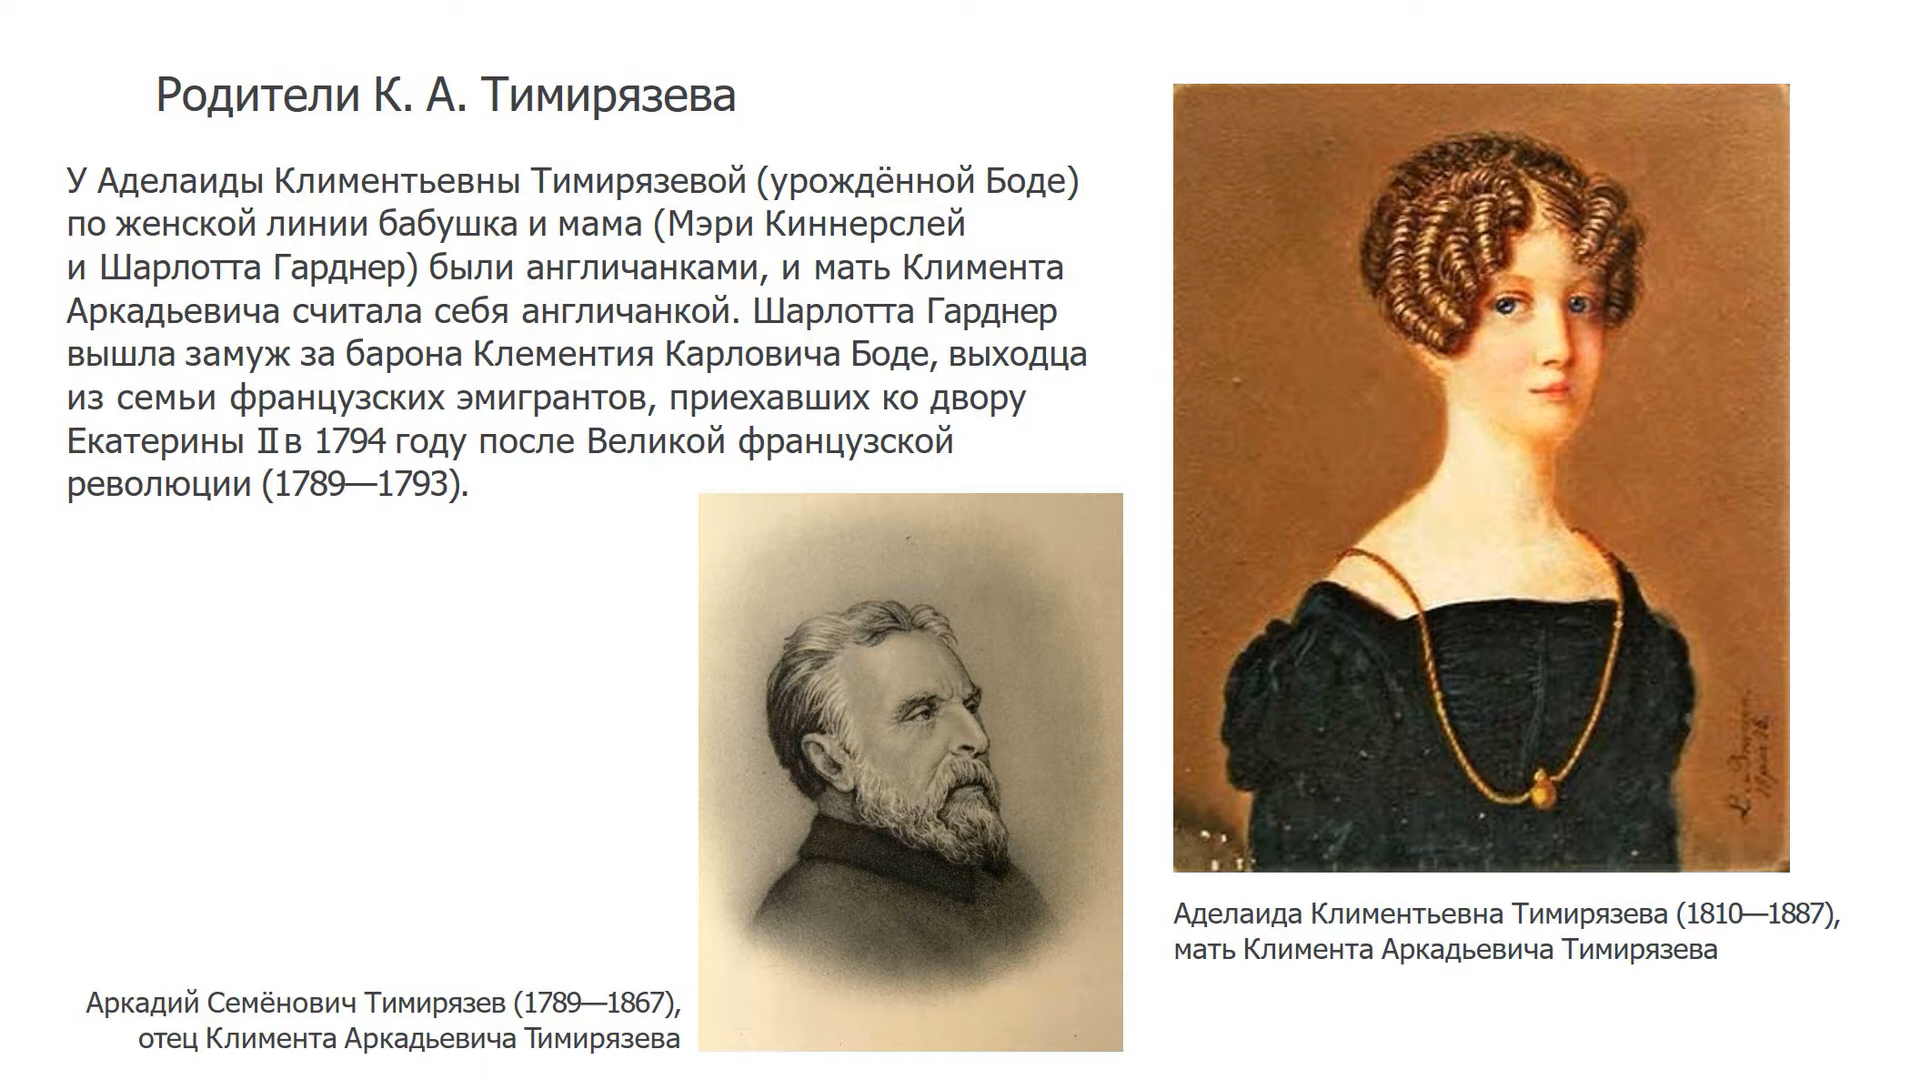 Родители К. А. Тимирязева
У Аделаиды Климентьевны Тимирязевой (урождённой Боде)
по женской линии бабушка и мама (Мэри Киннерслей
и Шарлотта Гарднер) были англичанками, и мать Климента
Аркадьевича считала себя англичанкой. Шарлотта Гарднер
вышла замуж за барона Клементия Карловича Боде, выходца
из семьи французских эмигрантов, приехавших ко двору
Екатерины II в 1794 году после Великой французской
революции (1789—1793).
Аркадий Семёнович Тимирязев (1789—1867),
отец Климента Аркадьевича Тимирязева
Аделаида Климентьевна Тимирязева (1810—1887),
мать Климента Аркадьевича Тимирязева